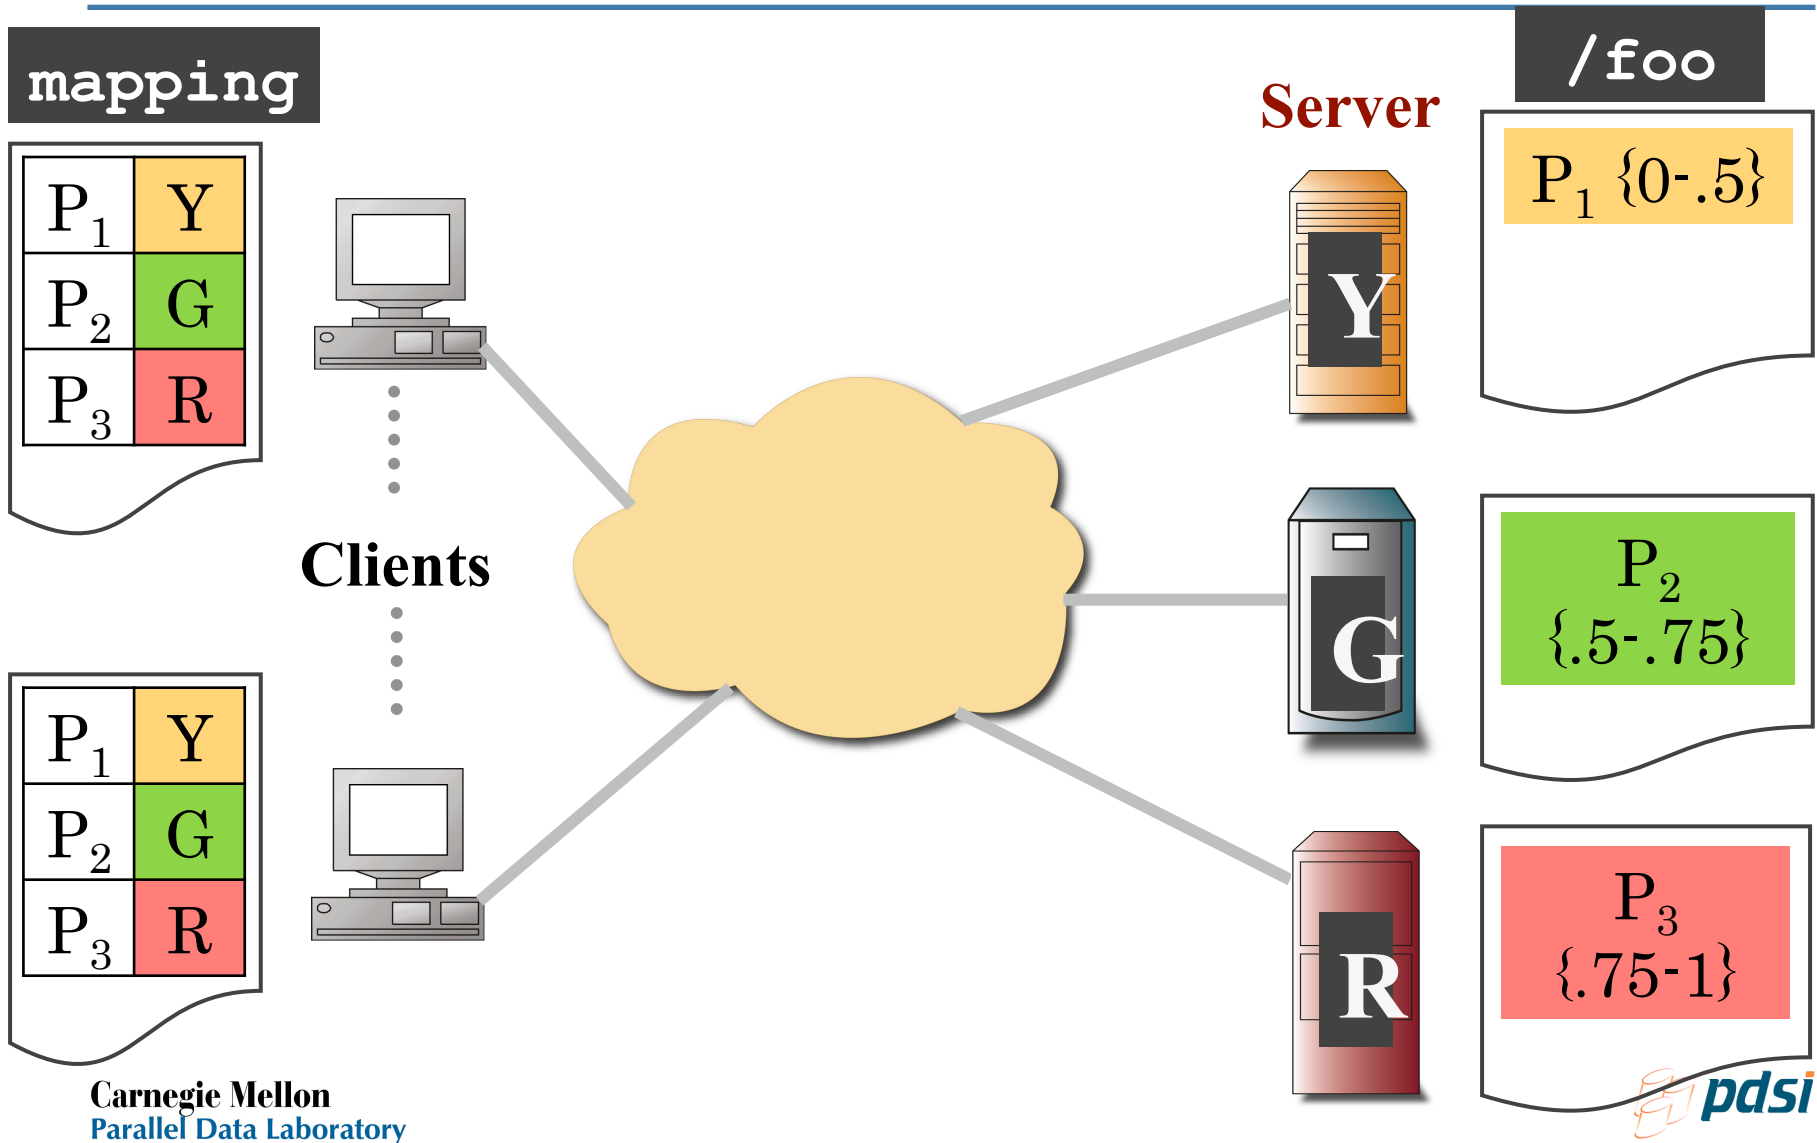 mapping
/foo
Server
P1 Y
P2 G
P3 R
Y
P1 {0-.5}
Clients
G
P2
{.5-.75}
P1 Y
P2 G
P3 R
R
P3
{.75-1}
Carnegie Mellon
Parallel Data Laboratory
pdsi